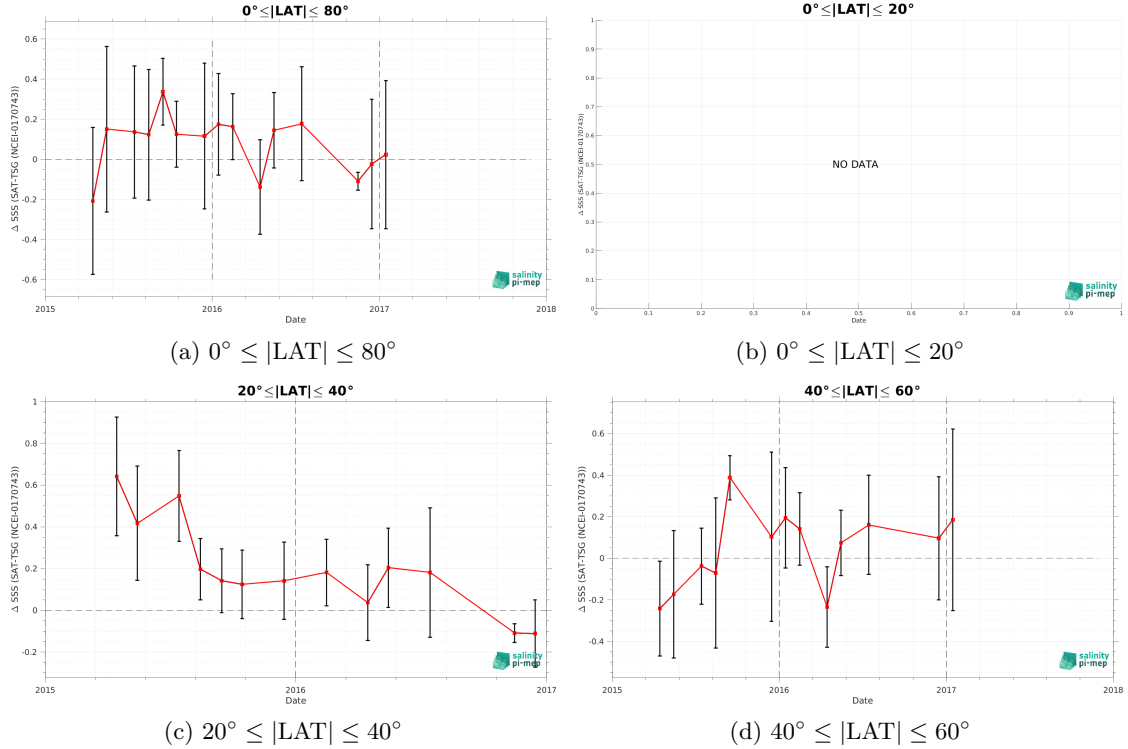 0°≤|LAT|≤ 80°
Δ SSS (SAT-TSG (NCEI-0170743))
0.6
0.4
0.2
0
-0.2
-0.4
-0.6
2015
2016
2017
2018
Date
salinity
pi-mep
(a) 0° ≤ |LAT| ≤ 80°
0°≤|LAT|≤ 20°
Δ SSS (SAT-TSG (NCEI-0170743))
1
0.9
0.8
0.7
0.6
0.5
0.4
0.3
0.2
0.1
0
NO DATA
0
0.1
0.2
0.3
0.4
0.5
0.6
0.7
0.8
0.9
1
Date
salinity
pi-mep
(b) 0° ≤ |LAT| ≤ 20°
20°≤|LAT|≤ 40°
Δ SSS (SAT-TSG (NCEI-0170743))
1
0.8
0.6
0.4
0.2
0
-0.2
2015
2016
2017
Date
salinity
pi-mep
(c) 20° ≤ |LAT| ≤ 40°
40°≤|LAT|≤ 60°
Δ SSS (SAT-TSG (NCEI-0170743))
0.6
0.4
0.2
0
-0.2
-0.4
2015
2016
2017
2018
Date
salinity
pi-mep
(d) 40° ≤ |LAT| ≤ 60°